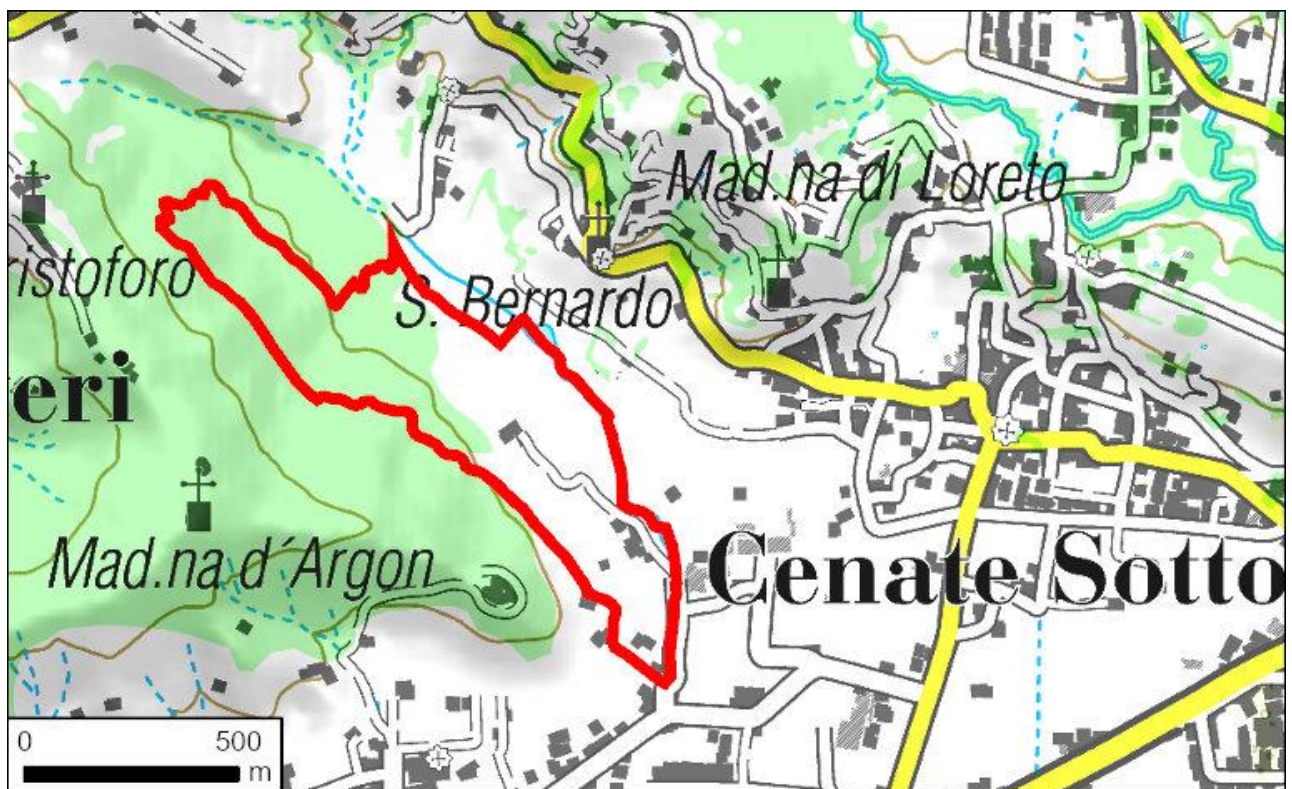 Mad.na di Loreto
ristoforo
S. Bernardo
eri
Mad.na d´Argon
Cenate Sotto
0 500
m